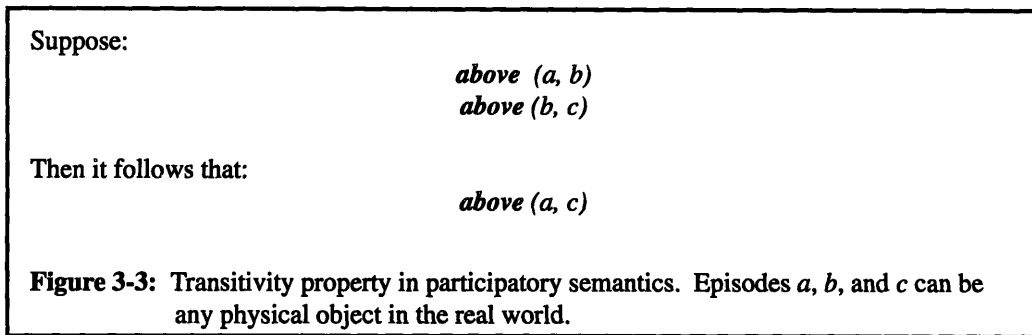 Suppose:
above (a, b)
above (b, c)
Then it follows that:
above (a, c)
Figure 3-3: Transitivity property in participatory semantics. Episodes a, b, and c can be
any physical object in the real world.